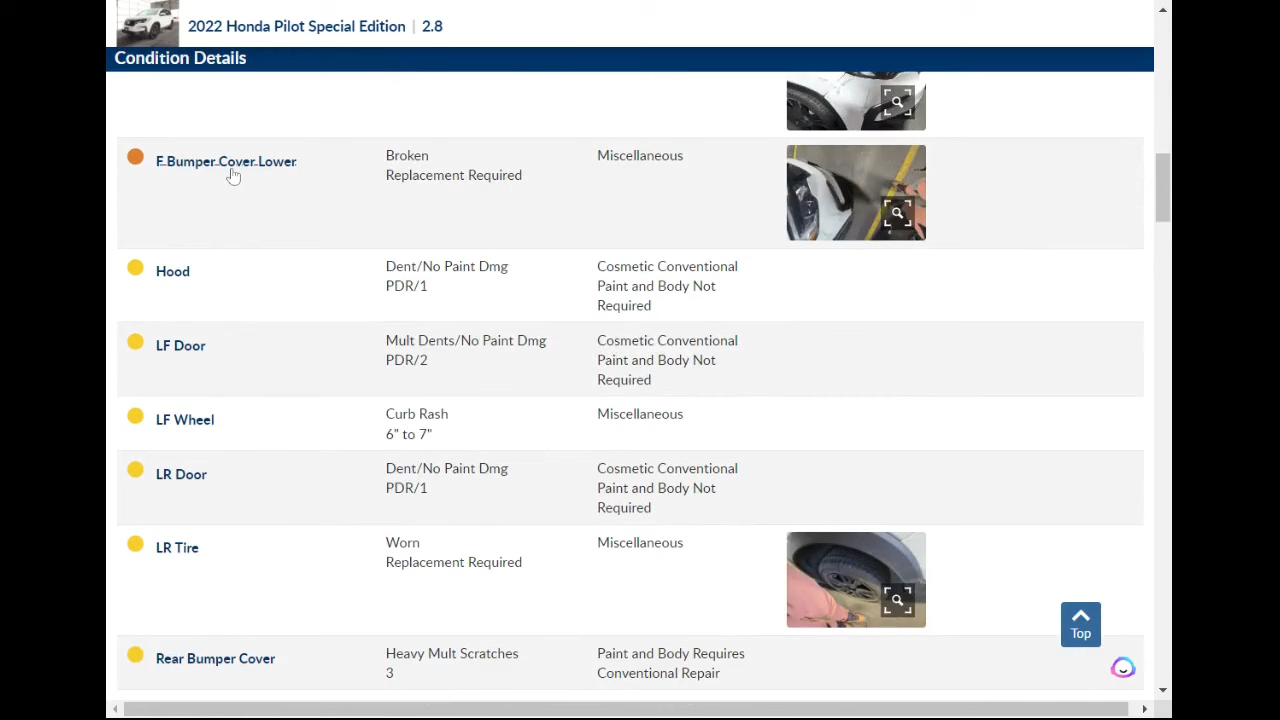 2022 Honda Pilot Special Edition | 2.8
Condition Details
F Bumper Cover Lower
Broken
Replacement Required
Miscellaneous
Hood
Dent/No Paint Dmg
PDR/1
Cosmetic Conventional
Paint and Body Not
Required
LF Door
Mult Dents/No Paint Dmg
PDR/2
Cosmetic Conventional
Paint and Body Not
Required
LF Wheel
Curb Rash
6" to 7"
Miscellaneous
LR Door
Dent/No Paint Dmg
PDR/1
Cosmetic Conventional
Paint and Body Not
Required
LR Tire
Worn
Replacement Required
Miscellaneous
Top
Rear Bumper Cover
Heavy Mult Scratches
3
Paint and Body Requires
Conventional Repair